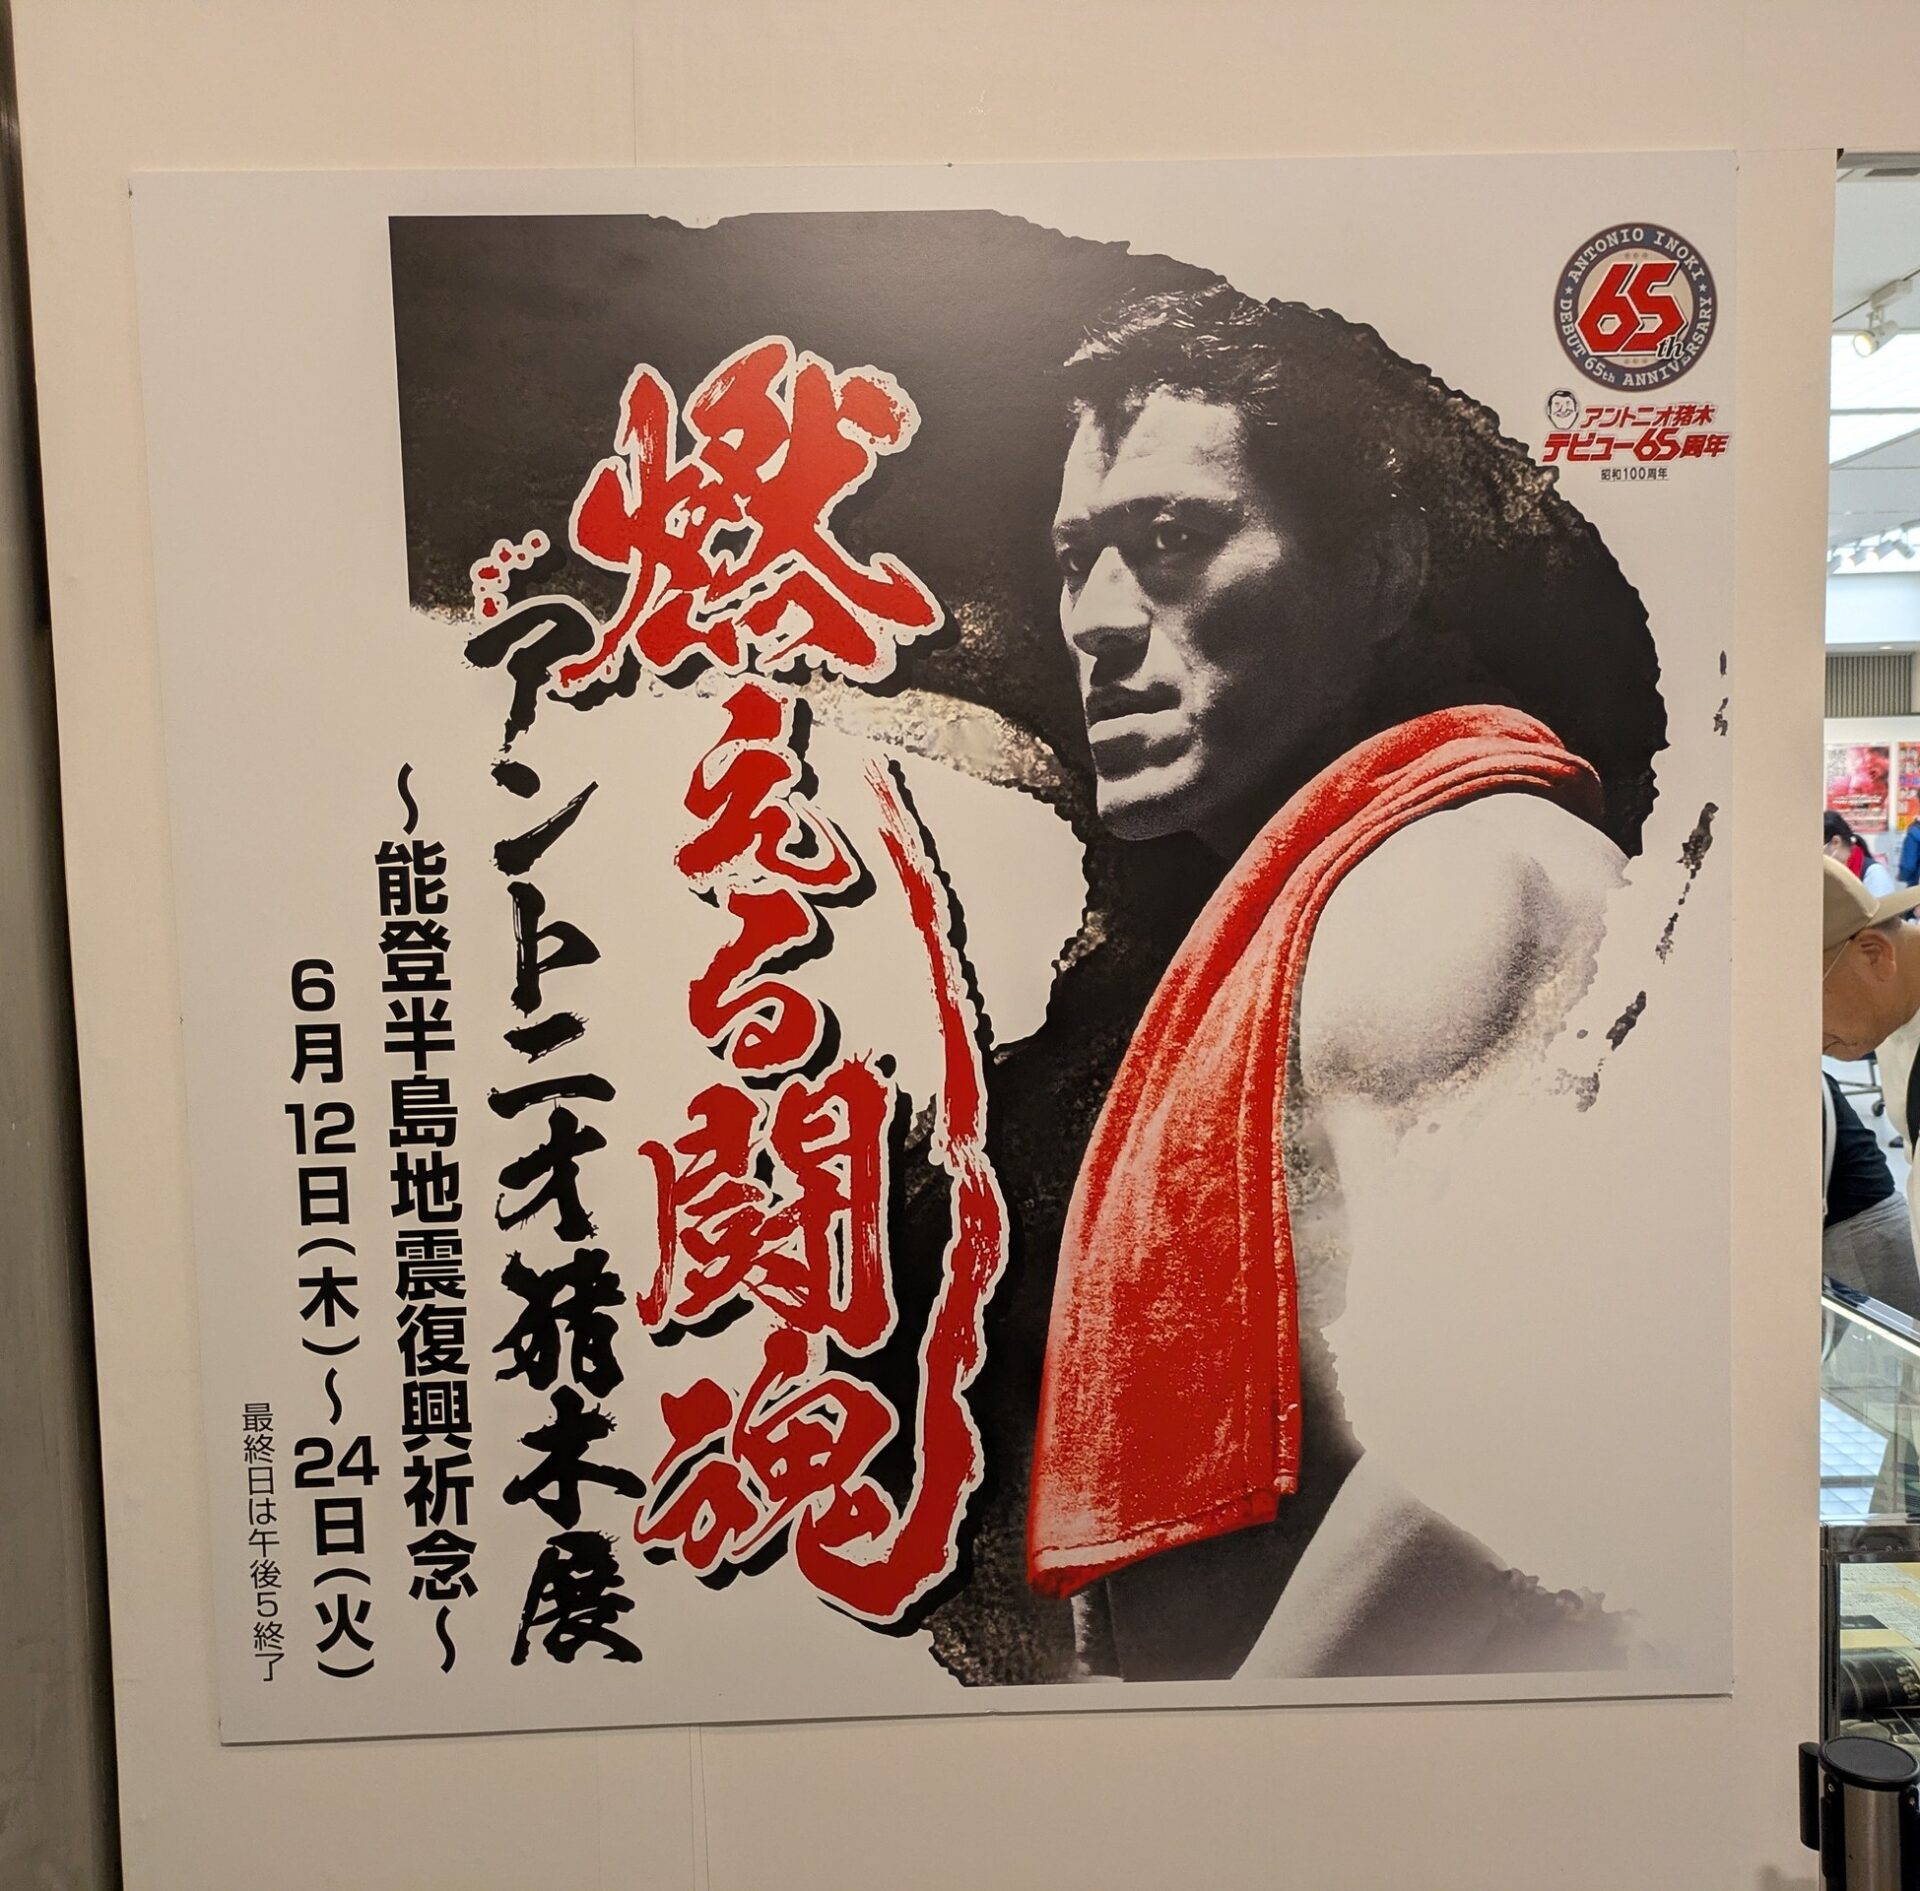 燃える闘魂
アントニオ猪木展
～能登半島地震復興祈念～
6月12日(木)～24日(火)
最終日は午後5終了
ANTONIO INOKI
65th
DEBUT 65th ANNIVERSARY
アントニオ猪木
デビュー65周年
昭和100周年